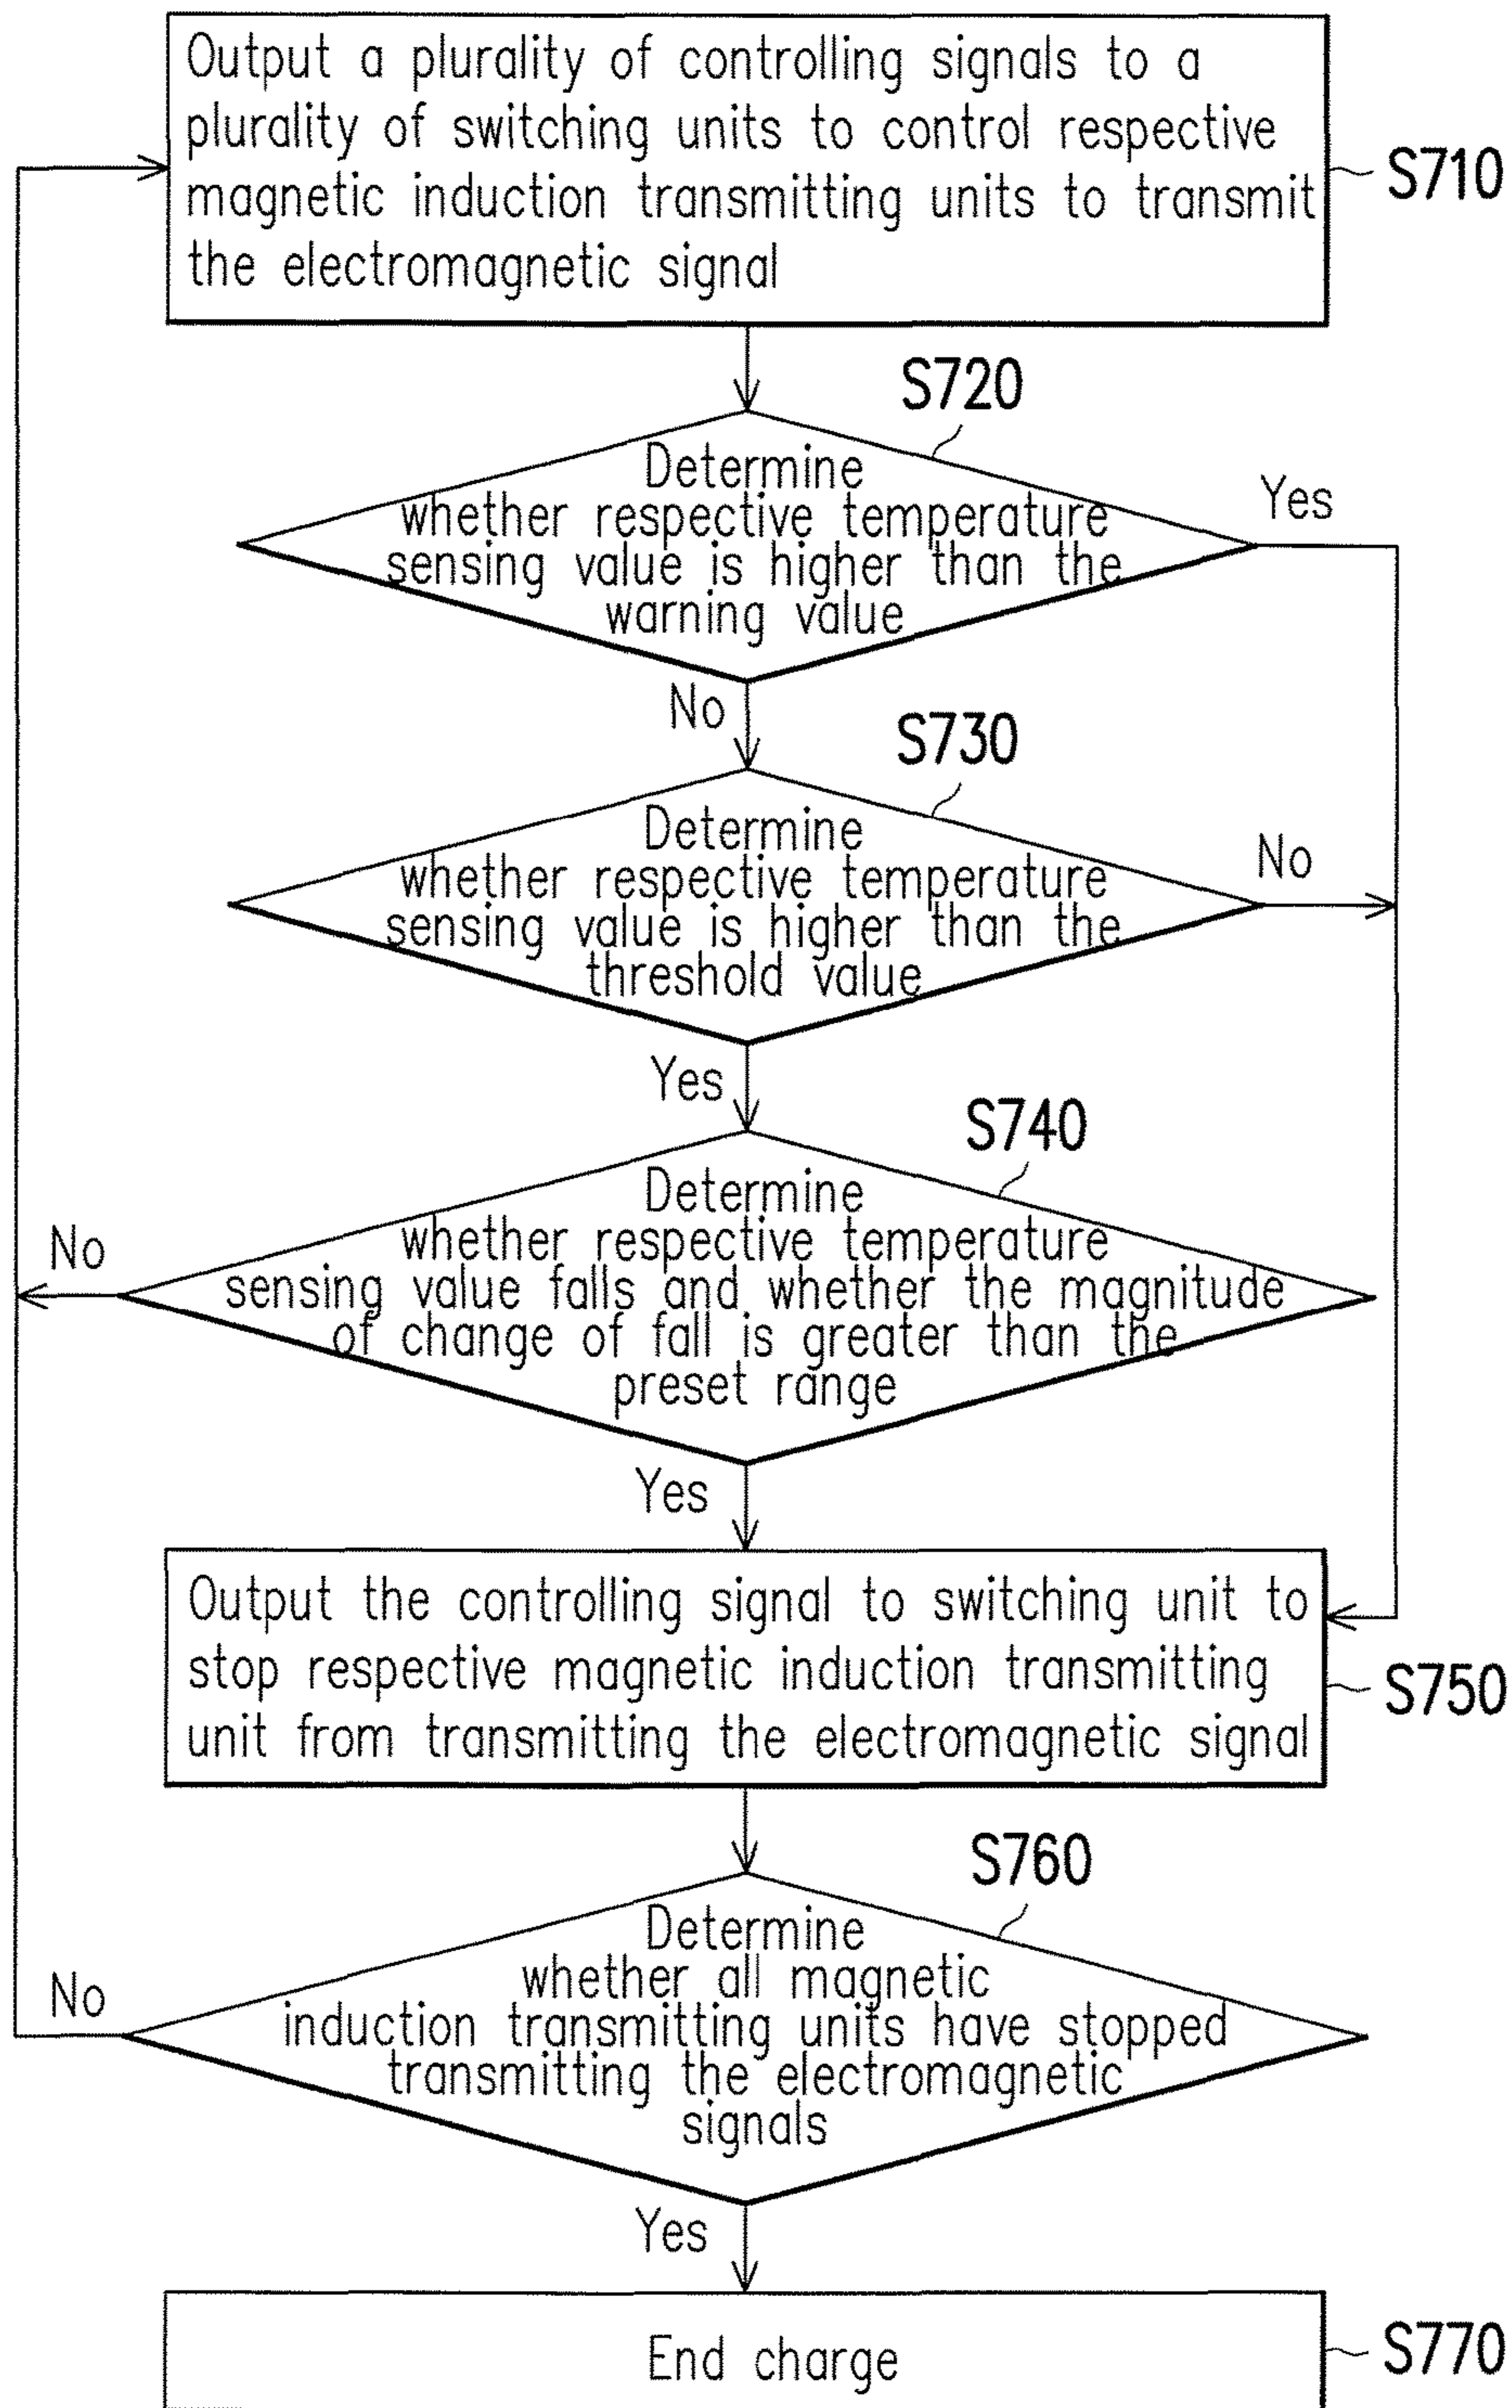 Output a plurality of controlling signals to a
plurality of switching units to control respective
magnetic induction transmitting units to transmit
the electromagnetic signal
S710
S720
Determine
whether respective temperature
sensing value is higher than the
warning value
Yes
No
S730
Determine
whether respective temperature
sensing value is higher than the
threshold value
No
Yes
S740
Determine
whether respective temperature
sensing value falls and whether the magnitude
of change of fall is greater than the
preset range
No
Yes
Output the controlling signal to switching unit to
stop respective magnetic induction transmitting
unit from transmitting the electromagnetic signal
S750
S760
Determine
whether all magnetic
induction transmitting units have stopped
transmitting the electromagnetic
signals
No
Yes
End charge
S770